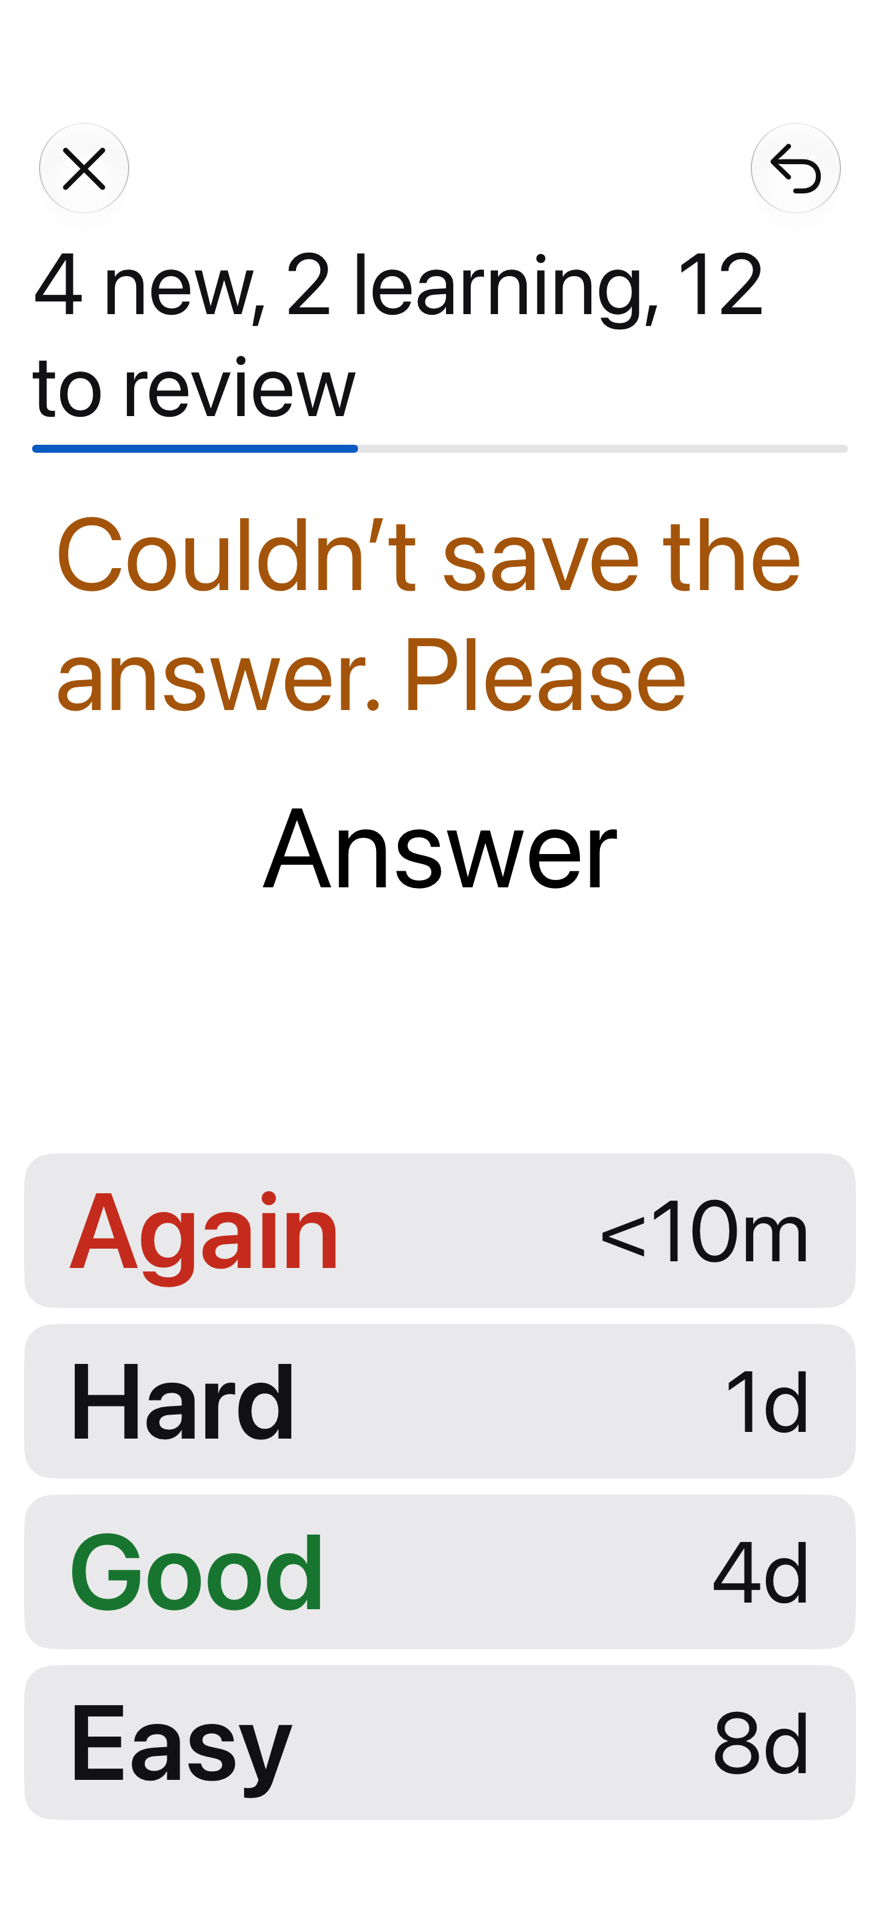 4 new, 2 learning, 12
to review
Couldn’t save the
answer. Please
Answer
Again <10m
Hard 1d
Good 4d
Easy 8d